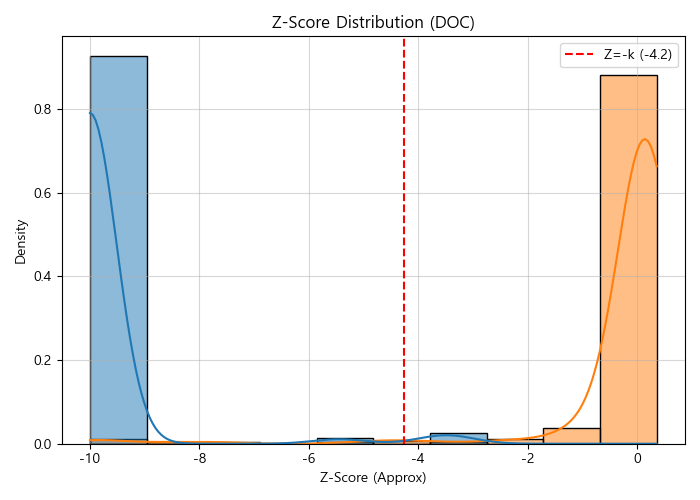 Z-Score Distribution (DOC)
Z=-k (-4.2)
Density
0.8
0.6
0.4
0.2
0.0
-10
-8
-6
-4
-2
0
Z-Score (Approx)